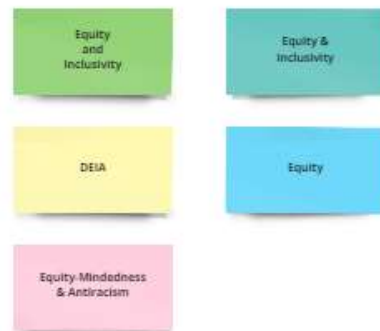 Equity
and
Inclusivity
Equity &
Inclusivity
DEIA
Equity
Equity-Mindedness
& Antiracism